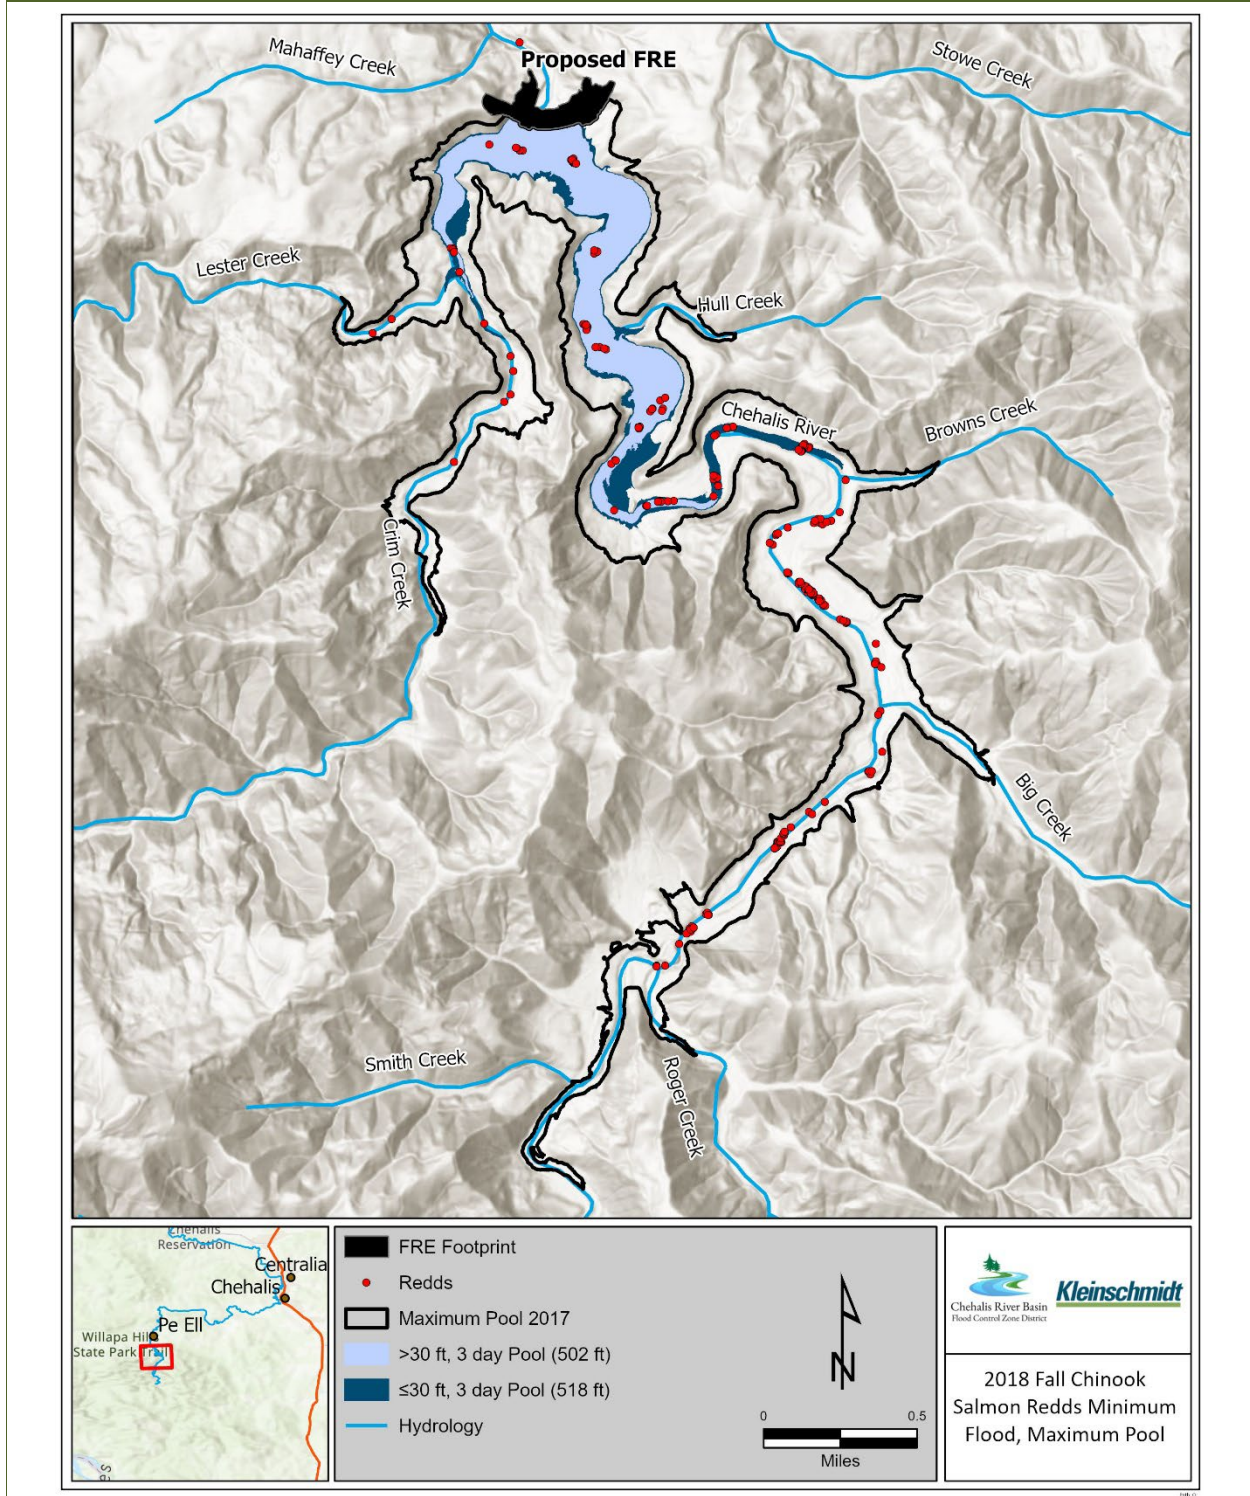 Mahaffey Creek
Proposed FRE
Stowe Creek
Lester Creek
Hull Creek
Chehalis River
Browns Creek
Crim Creek
Big Creek
Smith Creek
Roger Creek
Chehalis
Reservation
Centralia
Chehalis
Pe Ell
Willapa Hil
State Park Trail
FRE Footprint
Redds
Maximum Pool 2017
>30 ft, 3 day Pool (502 ft)
≤30 ft, 3 day Pool (518 ft)
Hydrology
N
0 0.5
Miles
Chehalis River Basin
Flood Control Zone District
Kleinschmidt
2018 Fall Chinook
Salmon Redds Minimum
Flood, Maximum Pool